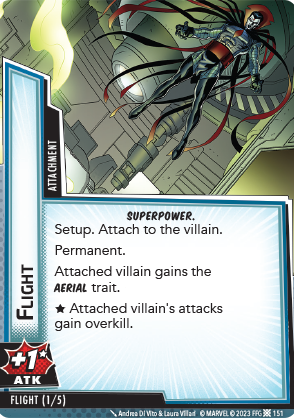 ATTACHMENT
SUPERPOWER.
Setup. Attach to the villain.
Permanent.
Attached villain gains the
AERIAL trait.
★ Attached villain's attacks
gain overkill.
FLIGHT
+1★
ATK
FLIGHT (1/5)
Andrea Di Vito & Laura Villari © MARVEL © 2023 FFG 151